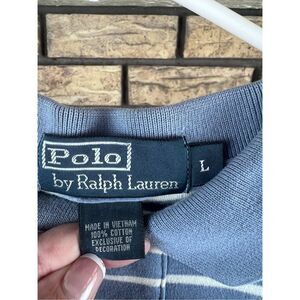 Polo
by Ralph Lauren
L
MADE IN VIETNAM
100% COTTON
EXCLUSIVE OF
DECORATION